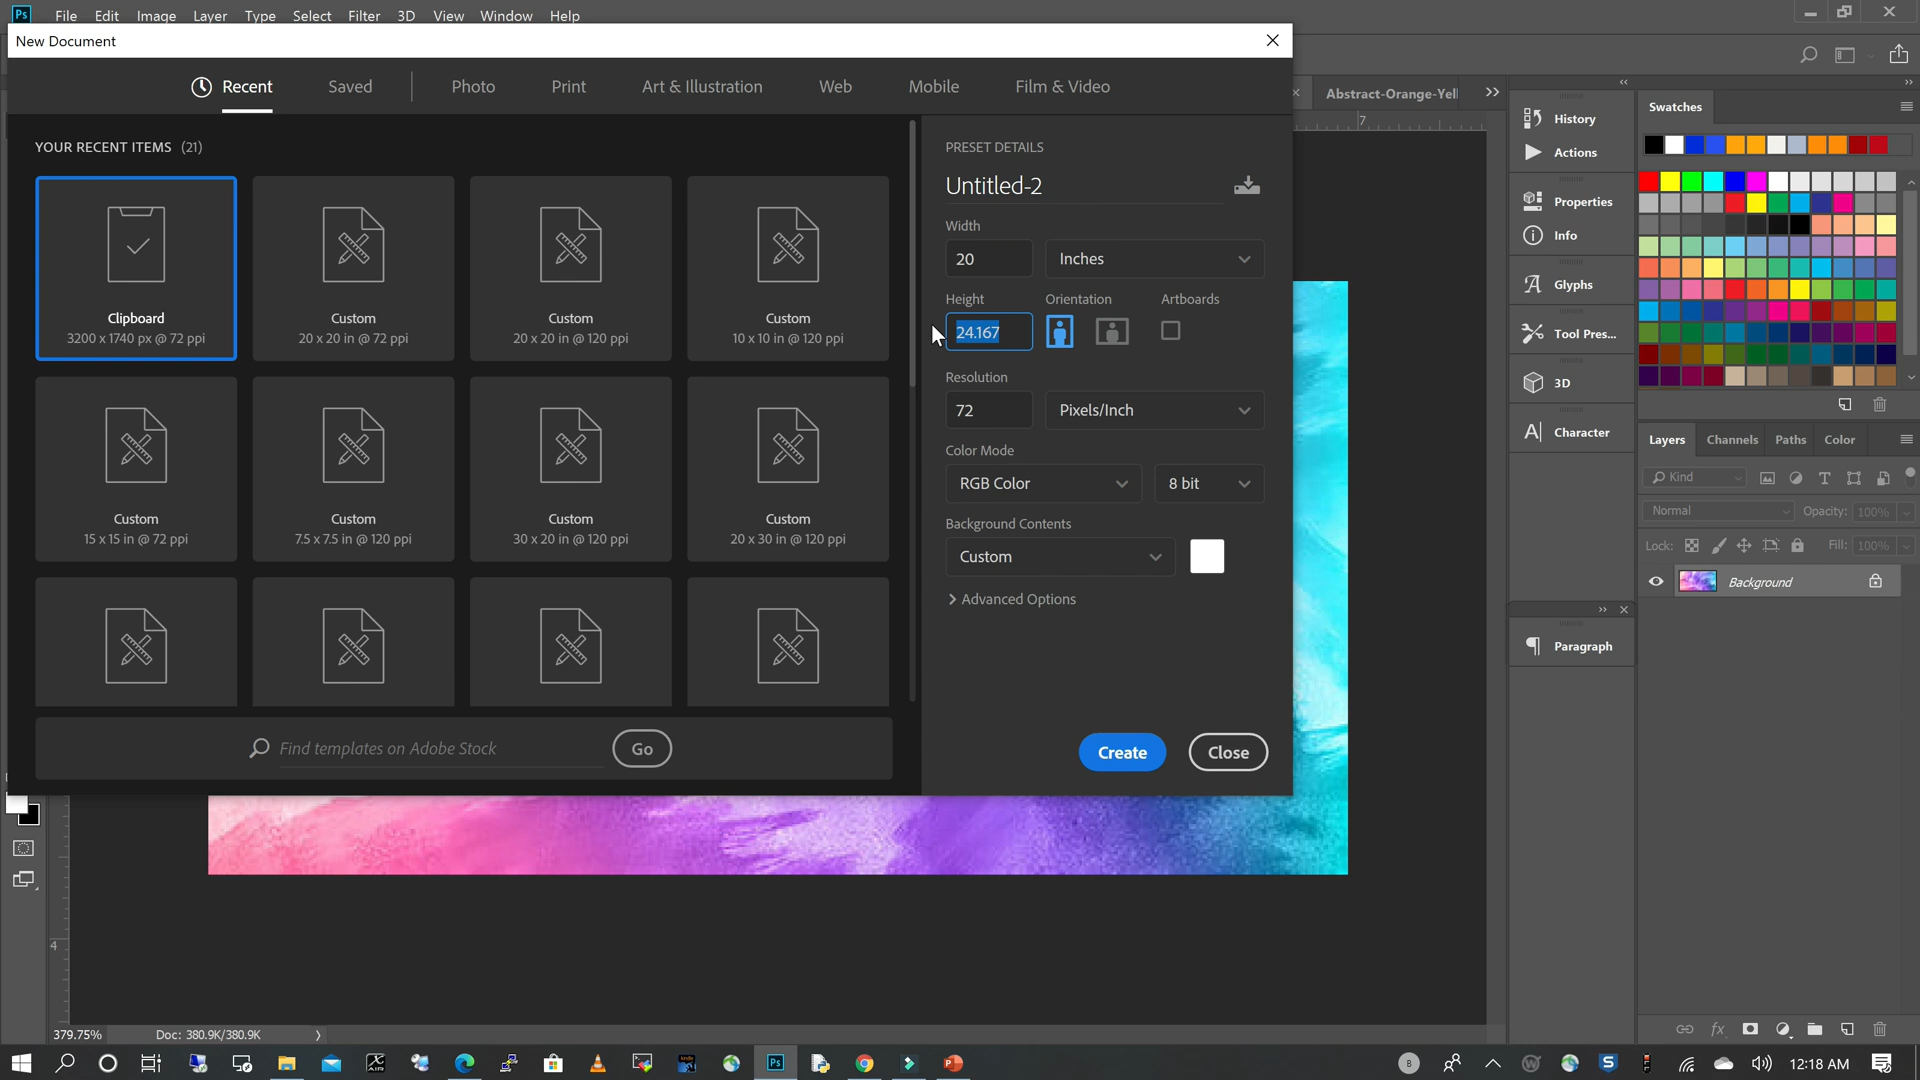 Ps File Edit Image Layer Type Select Filter 3D View Window Help
New Document
Recent Saved Photo Print Art & Illustration Web Mobile Film & Video
Abstract-Orange-Yell
7
YOUR RECENT ITEMS (21)
Clipboard
3200 x 1740 px @ 72 ppi
Custom
20 x 20 in @ 72 ppi
Custom
20 x 20 in @ 120 ppi
Custom
10 x 10 in @ 120 ppi
Custom
15 x 15 in @ 72 ppi
Custom
7.5 x 7.5 in @ 120 ppi
Custom
30 x 20 in @ 120 ppi
Custom
20 x 30 in @ 120 ppi
Find templates on Adobe Stock
Go
PRESET DETAILS
Untitled-2
Width
20 Inches
Height Orientation Artboards
24.167
Resolution
72 Pixels/Inch
Color Mode
RGB Color 8 bit
Background Contents
Custom
Advanced Options
Create Close
History
Actions
Properties
Info
Glyphs
Tool Pres...
3D
Character
Paragraph
Swatches
Layers Channels Paths Color
Kind
Normal Opacity: 100%
Lock: Fill: 100%
Background
4
379.75% Doc: 380.9K/380.9K
12:18 AM